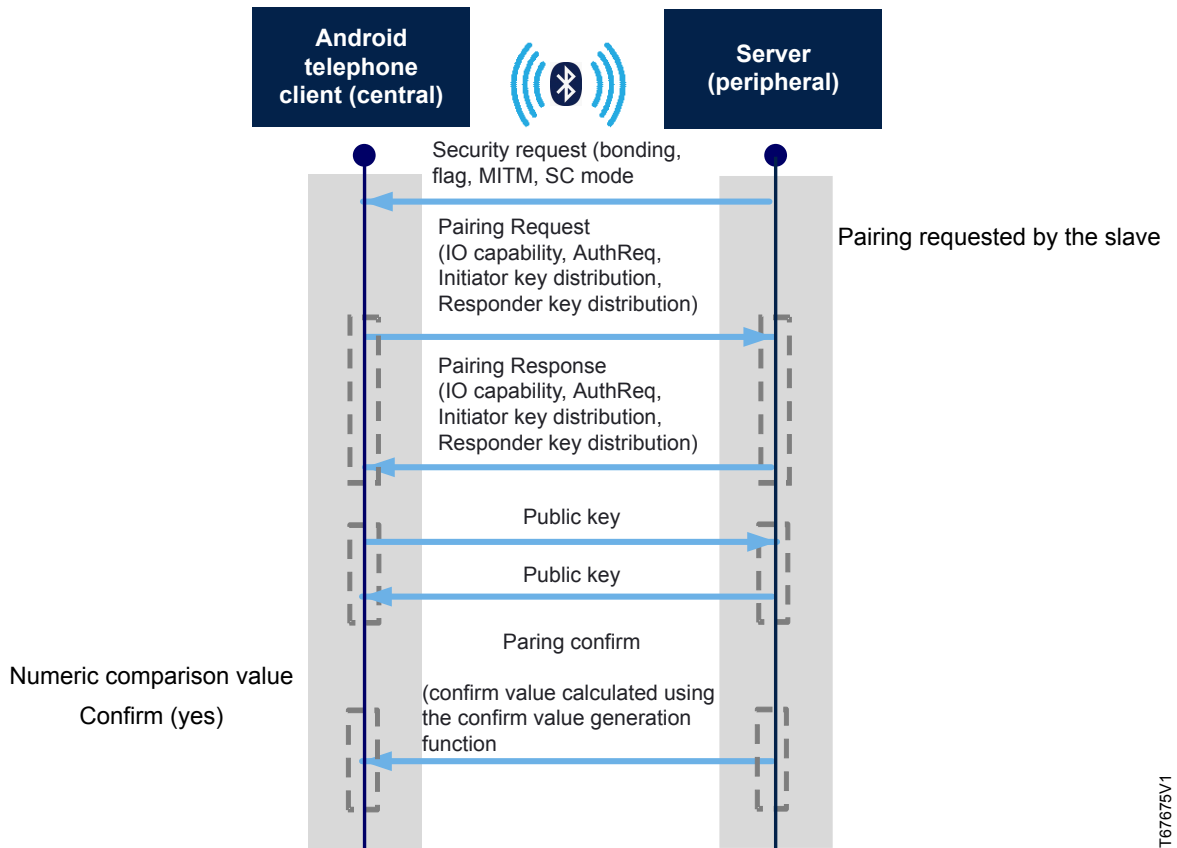 Android
telephone
client (central)
Server
(peripheral)
Security request (bonding,
flag, MITM, SC mode
Pairing requested by the slave
Pairing Request
(IO capability, AuthReq,
Initiator key distribution,
Responder key distribution)
Pairing Response
(IO capability, AuthReq,
Initiator key distribution,
Responder key distribution)
Public key
Public key
Paring confirm
Numeric comparison value
Confirm (yes)
(confirm value calculated using
the confirm value generation
function
T67675V1